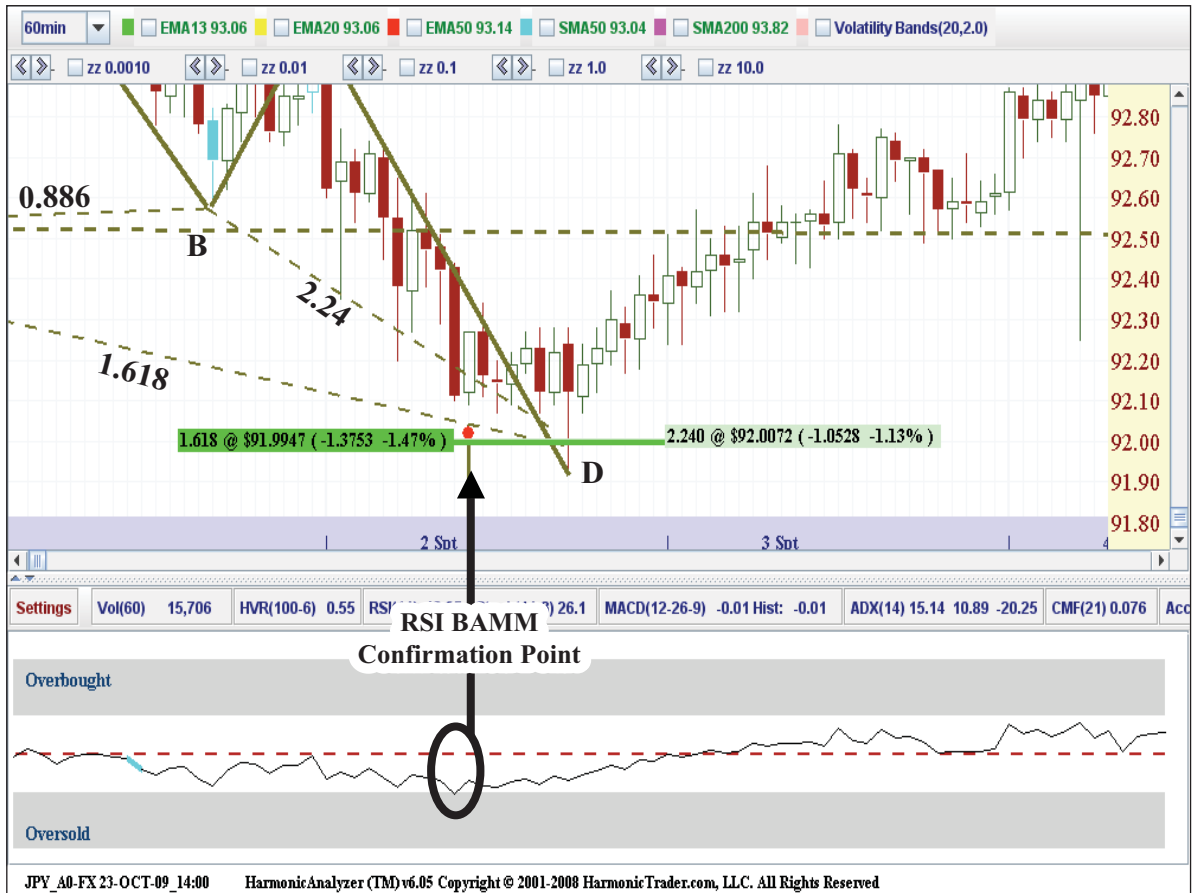 60min EMA13 93.06 EMA20 93.06 EMA50 93.14 SMA50 93.04 SMA200 93.82 Volatility Bands(20,2.0)
zz 0.0010 zz 0.01 zz 0.1 zz 1.0 zz 10.0
92.80
92.70
92.60
92.50
92.40
92.30
92.20
92.10
92.00
91.90
91.80
0.886
B
2.24
1.618
1.618 @ $91.9947 ( -1.3753 -1.47% )
2.240 @ $92.0072 ( -1.0528 -1.13% )
D
2 Spt 3 Spt 4
Settings Vol(60) 15,706 HVR(100-6) 0.55 26.1 MACD(12-26-9) -0.01 Hist: -0.01 ADX(14) 15.14 10.89 -20.25 CMF(21) 0.076 Acc
RSI BAMM
Confirmation Point
Overbought
Oversold
JPY_A0-FX 23-OCT-09_14:00 HarmonicAnalyzer (TM) v6.05 Copyright © 2001-2008 HarmonicTrader.com, LLC. All Rights Reserved